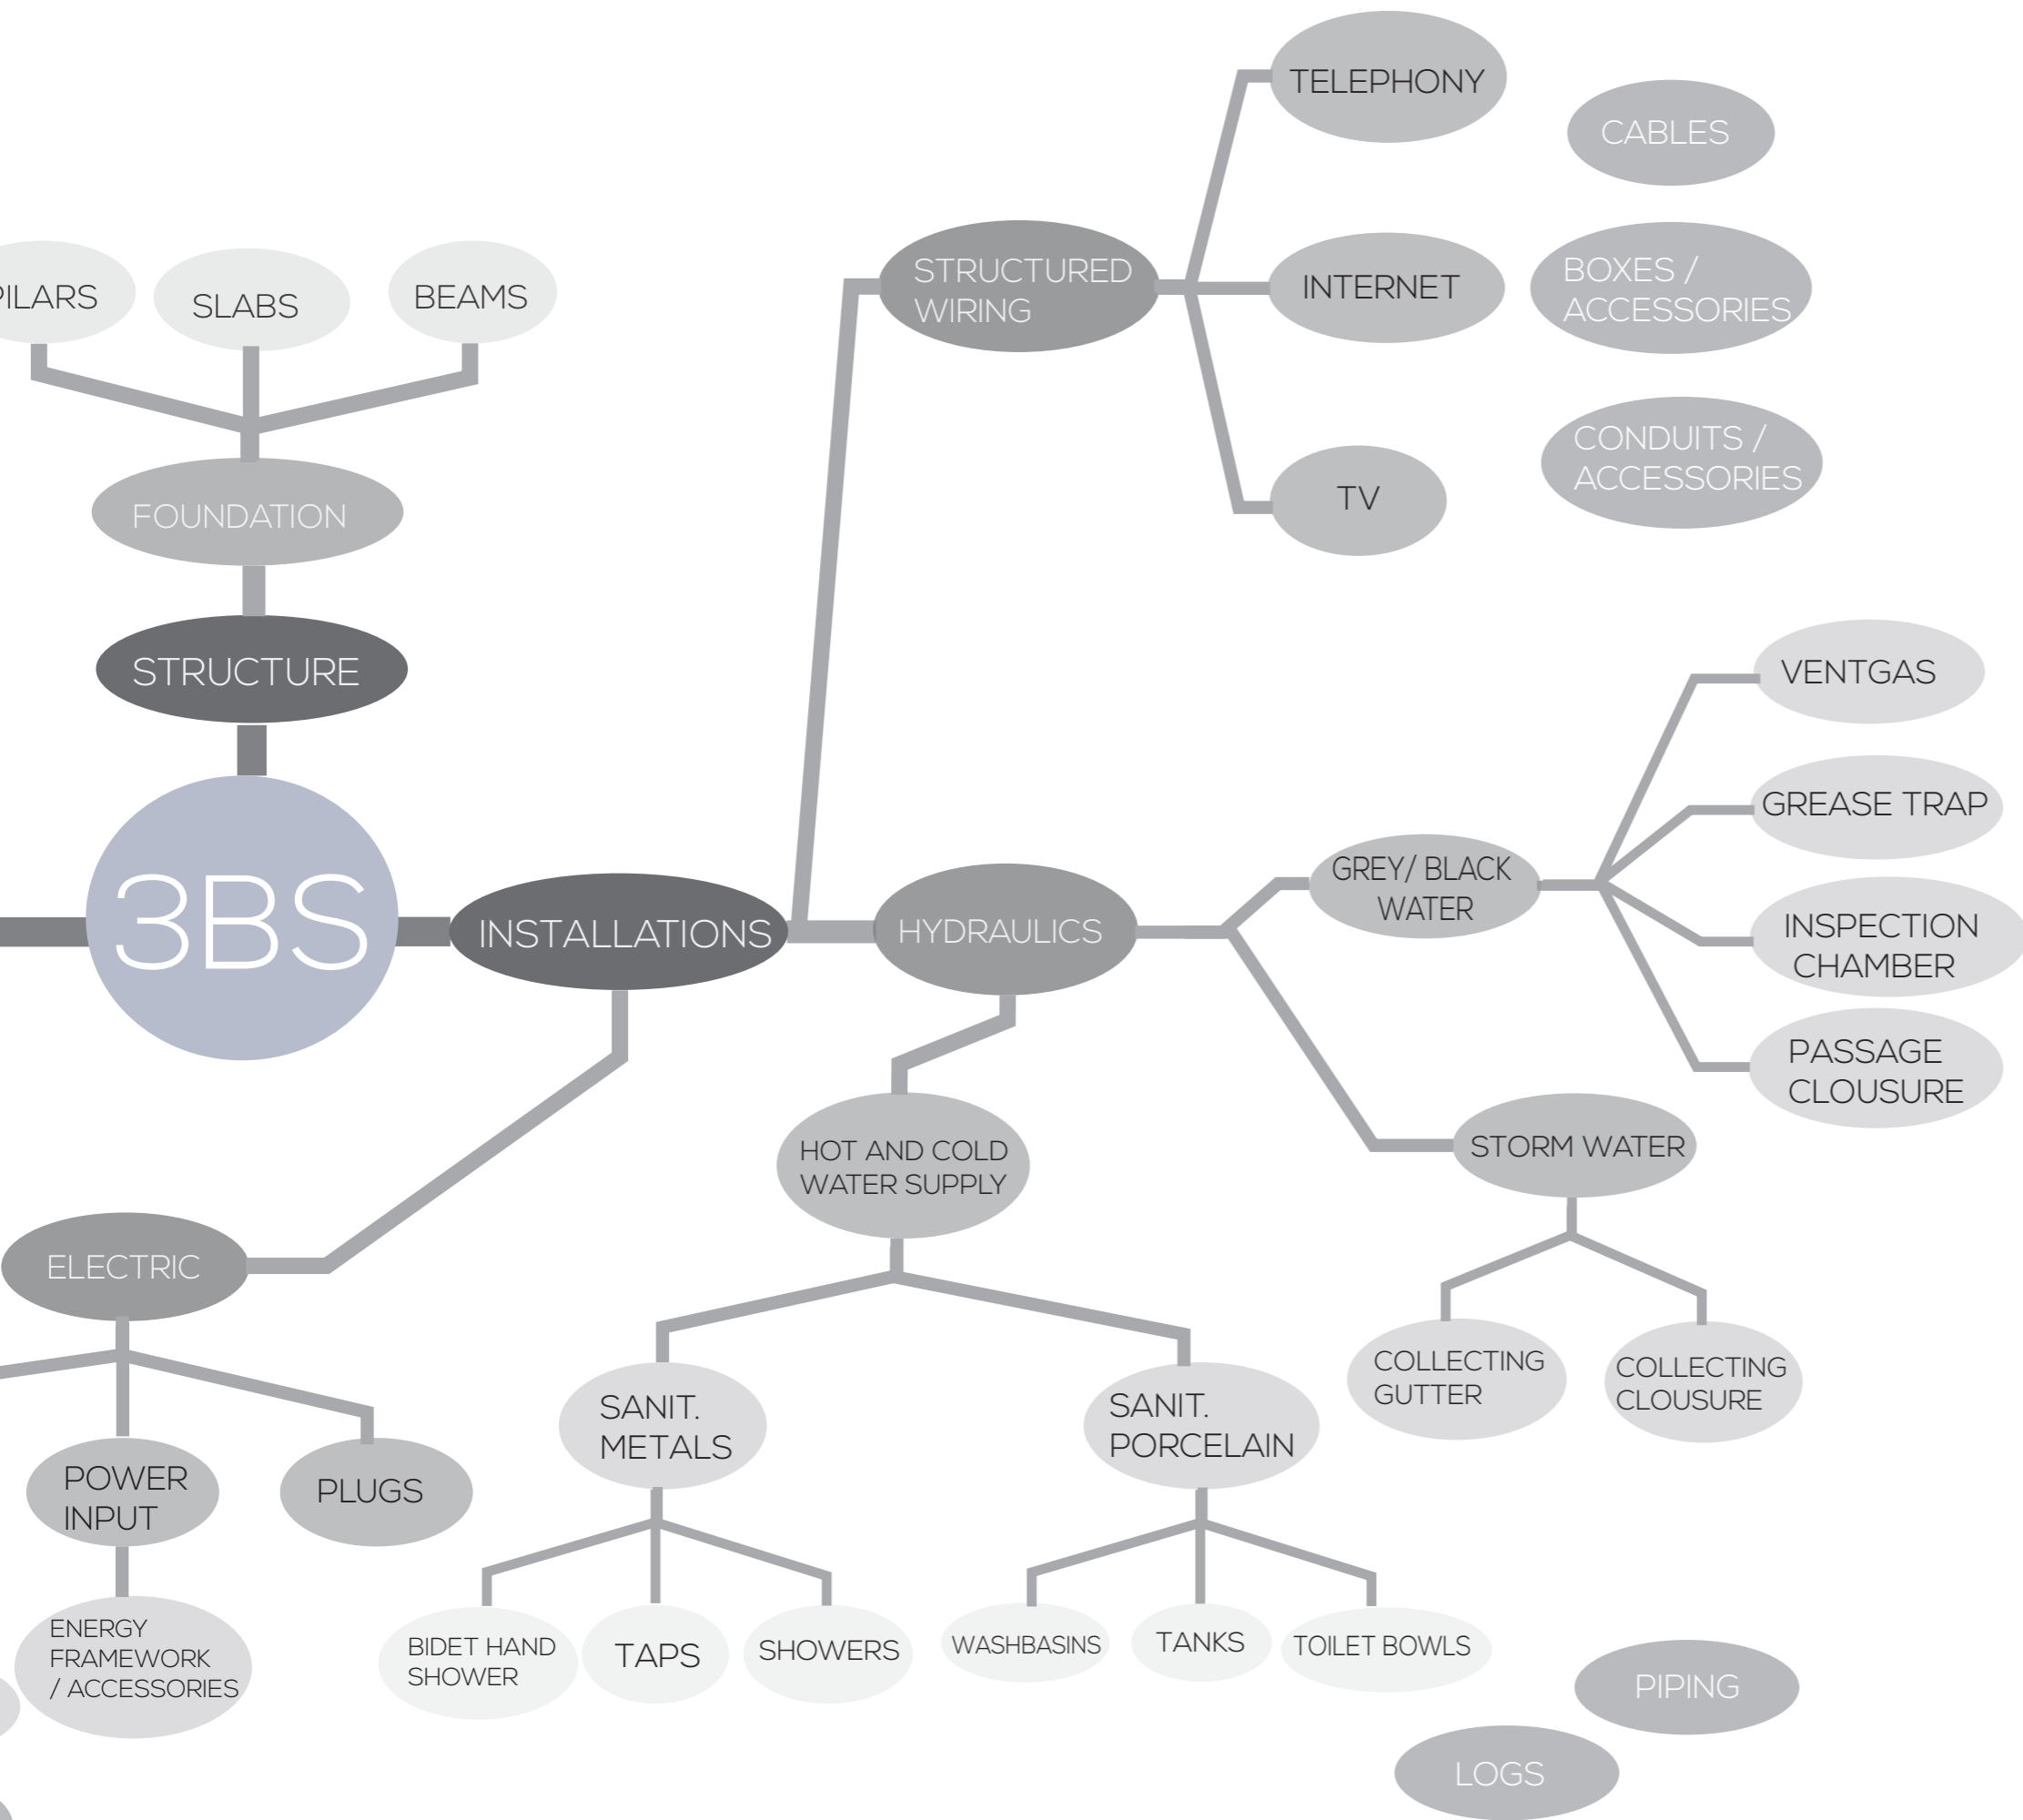 TELEPHONY
CABLES
STRUCTURED
WIRING
INTERNET
BOXES /
ACCESSORIES
PILARS
SLABS
BEAMS
CONDUITS /
ACCESSORIES
TV
FOUNDATION
STRUCTURE
VENTGAS
GREASE TRAP
3BS
INSTALLATIONS
HYDRAULICS
GREY/ BLACK
WATER
INSPECTION
CHAMBER
PASSAGE
CLOUSURE
HOT AND COLD
WATER SUPPLY
STORM WATER
ELECTRIC
COLLECTING
GUTTER
COLLECTING
CLOUSURE
SANIT.
METALS
SANIT.
PORCELAIN
POWER
INPUT
PLUGS
ENERGY
FRAMEWORK
/ ACCESSORIES
BIDET HAND
SHOWER
TAPS
SHOWERS
WASHBASINS
TANKS
TOILET BOWLS
PIPING
LOGS